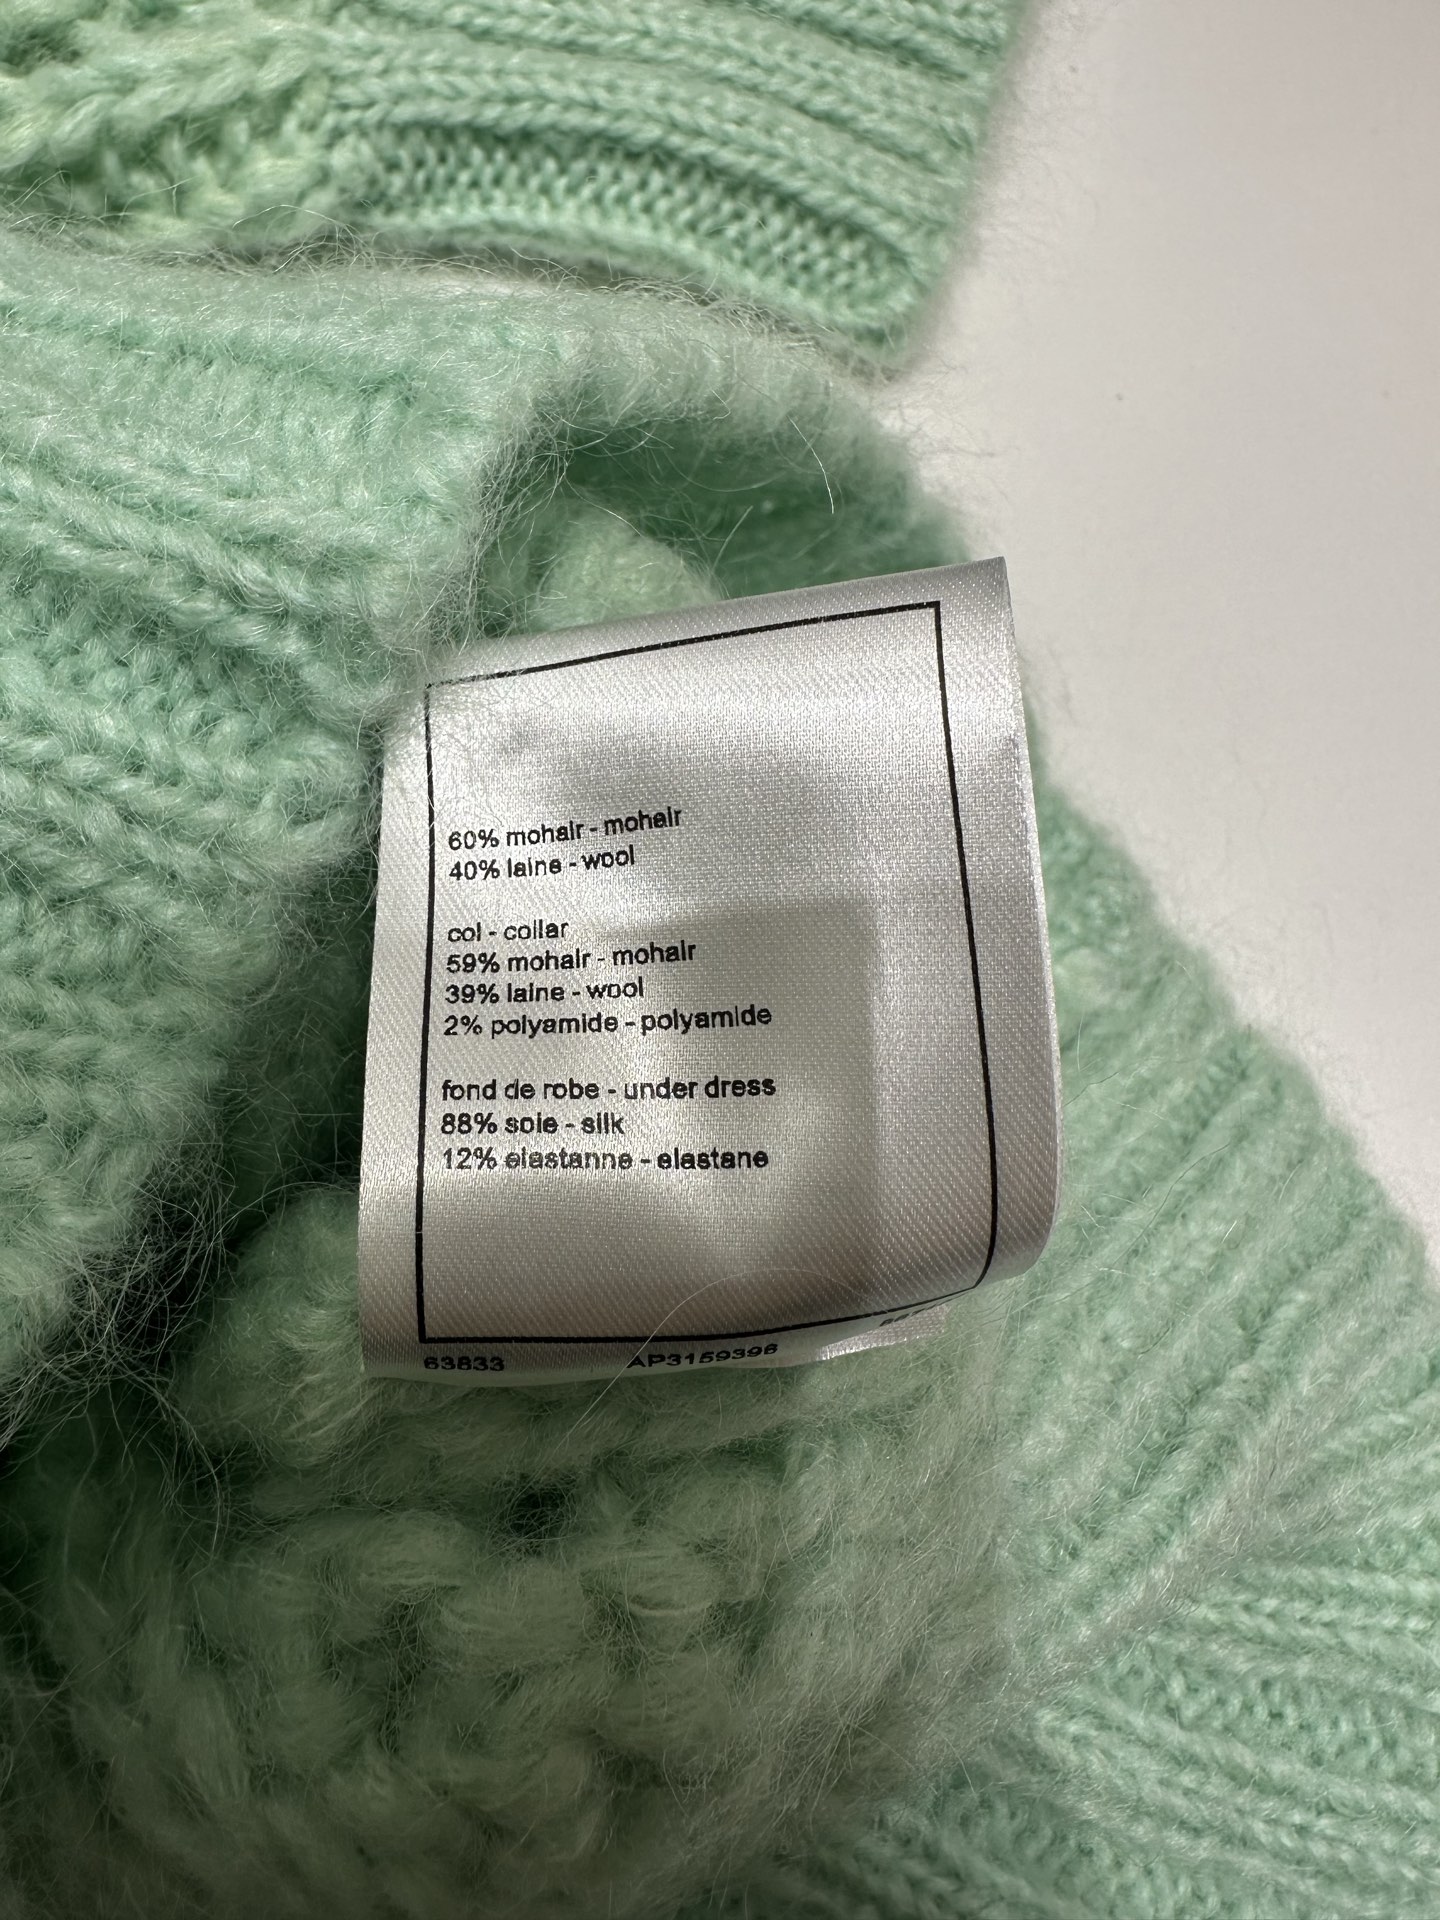 60% mohair - mohair
40% laine - wool
col - collar
59% mohair - mohair
39% laine - wool
2% polyamide - polyamide
fond de robe - under dress
88% soie - silk
12% elastanne - elastane
63833 AP3159396